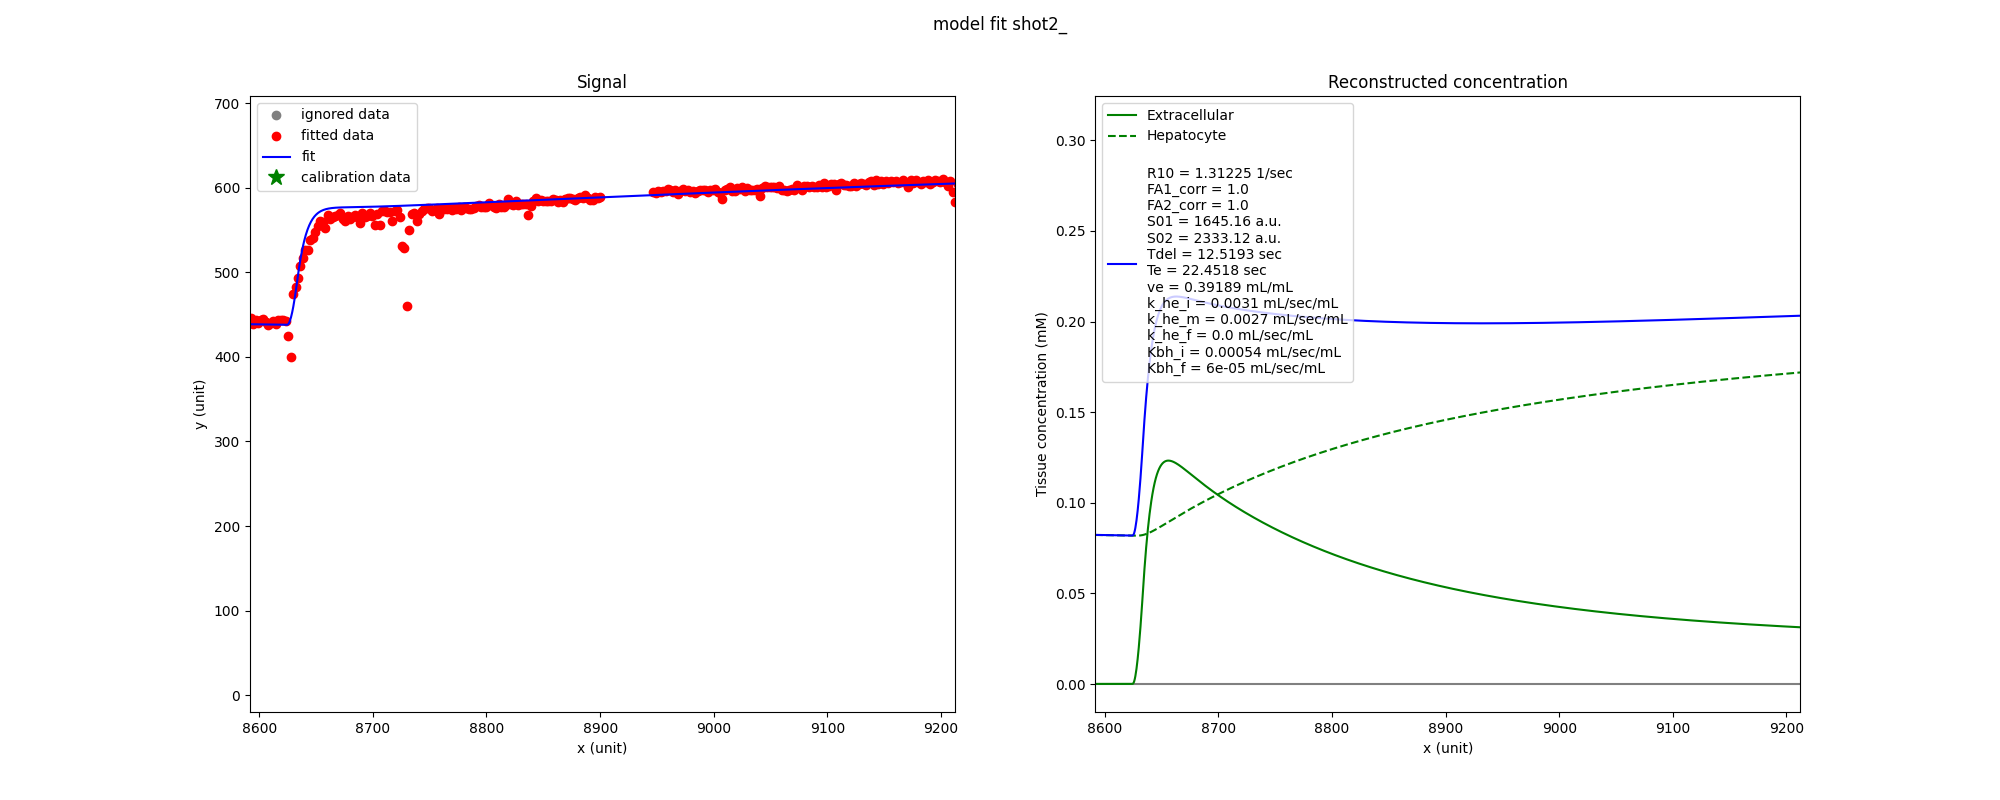 model fit shot2_
Signal
700
600
500
400
300
200
100
0
y (unit)
8600 8700 8800 8900 9000 9100 9200
x (unit)
ignored data
fitted data
fit
calibration data
Reconstructed concentration
0.30
0.25
0.20
0.15
0.10
0.05
0.00
Tissue concentration (mM)
8600 8700 8800 8900 9000 9100 9200
x (unit)
Extracellular
Hepatocyte
R10 = 1.31225 1/sec
FA1_corr = 1.0
FA2_corr = 1.0
S01 = 1645.16 a.u.
S02 = 2333.12 a.u.
Tdel = 12.5193 sec
Te = 22.4518 sec
ve = 0.39189 mL/mL
k_he_i = 0.0031 mL/sec/mL
k_he_m = 0.0027 mL/sec/mL
k_he_f = 0.0 mL/sec/mL
Kbh_i = 0.00054 mL/sec/mL
Kbh_f = 6e-05 mL/sec/mL